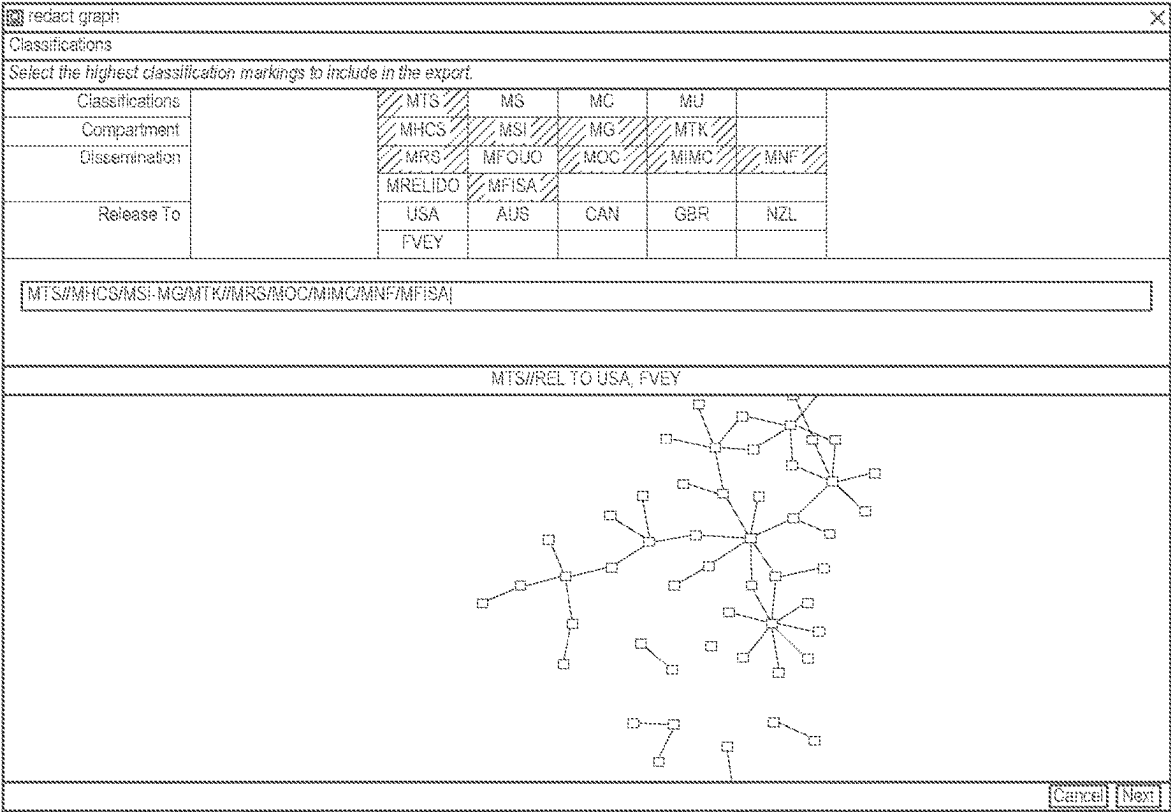 redact graph
Classifications
Select the highest classification markings to include in the export.
Classifications MTS MS MC MU
Compartment MHCS MSI MG MTK
Dissemination MRS MFOUO MOC MIMC MNF
MRELIDO MFISA
Release To USA AUS CAN GBR NZL
FVEY
MTS//MHCS/MSI-MG/MTK//MRS/MOC/MIMC/MNF/MFISA
MTS//REL TO USA, FVEY
Cancel Next